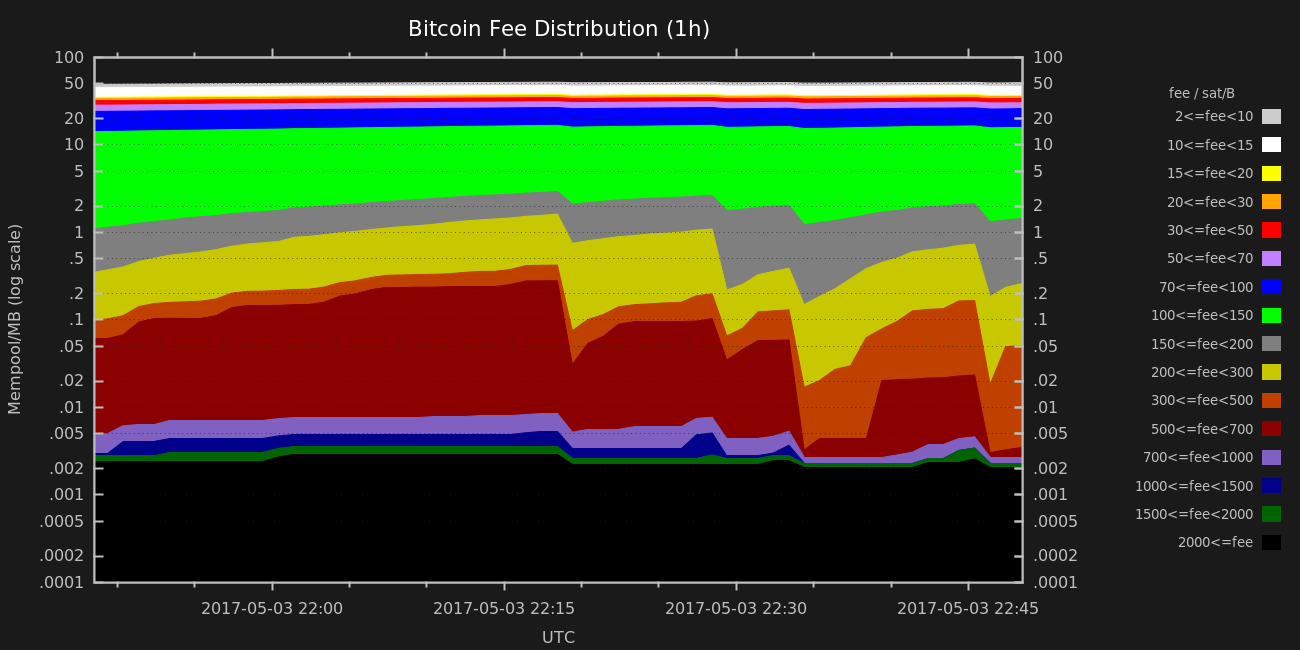 Bitcoin Fee Distribution (1h)
Mempool/MB (log scale)
100
50
20
10
5
2
1
.5
.2
.1
.05
.02
.01
.005
.002
.001
.0005
.0002
.0001
100
50
20
10
5
2
1
.5
.2
.1
.05
.02
.01
.005
.002
.001
.0005
.0002
.0001
fee / sat/B
2<=fee<10
10<=fee<15
15<=fee<20
20<=fee<30
30<=fee<50
50<=fee<70
70<=fee<100
100<=fee<150
150<=fee<200
200<=fee<300
300<=fee<500
500<=fee<700
700<=fee<1000
1000<=fee<1500
1500<=fee<2000
2000<=fee
2017-05-03 22:00
2017-05-03 22:15
2017-05-03 22:30
2017-05-03 22:45
UTC